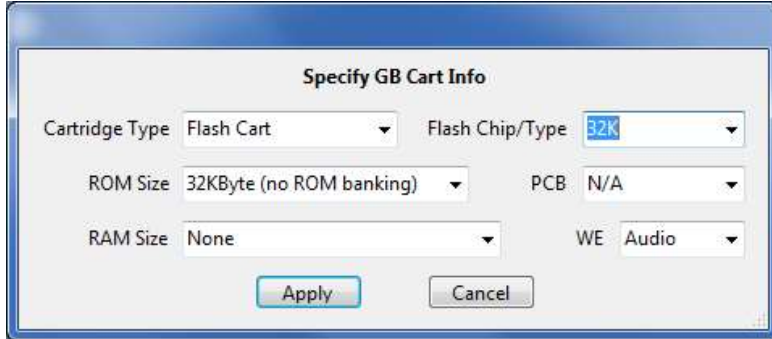 Specify GB Cart Info
Cartridge Type Flash Cart Flash Chip/Type 32K
ROM Size 32KByte (no ROM banking) PCB N/A
RAM Size None WE Audio
Apply Cancel